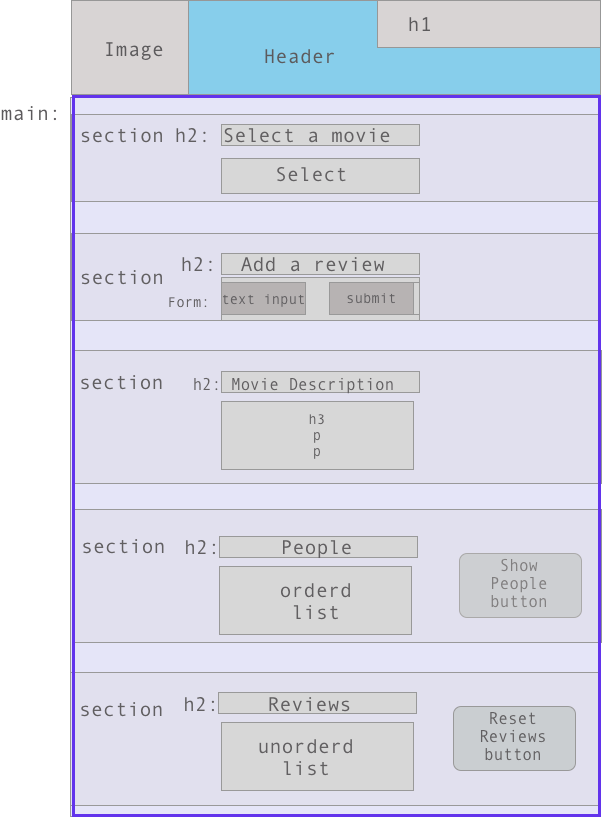 Image
Header
h1
main:
section h2: Select a movie
Select
section
h2: Add a review
Form: text input submit
section h2: Movie Description
h3
p
p
section h2: People
orderd
list
Show
People
button
section h2: Reviews
unorderd
list
Reset
Reviews
button